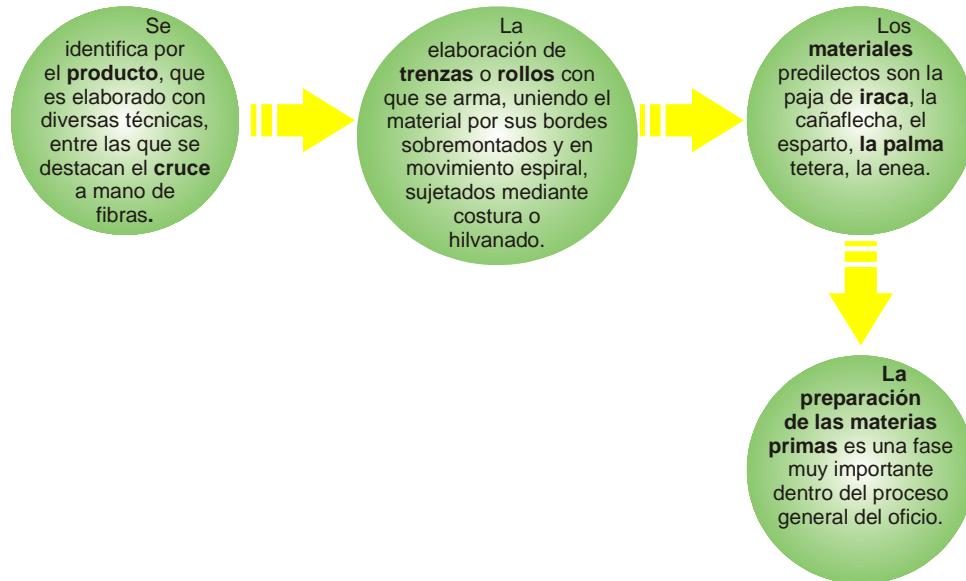 Se
identifica por
el producto, que
es elaborado con
diversas técnicas,
entre las que se
destacan el cruce
a mano de
fibras.
La
elaboración de
trenzas o rollos con
que se arma, uniendo el
material por sus bordes
sobremontados y en
movimiento espiral,
sujetados mediante
costura o
hilvanado.
Los
materiales
predilectos son la
paja de iraca, la
cañaflecha, el
esparto, la palma
tetera, la enea.
La
preparación
de las materias
primas es una fase
muy importante
dentro del proceso
general del oficio.